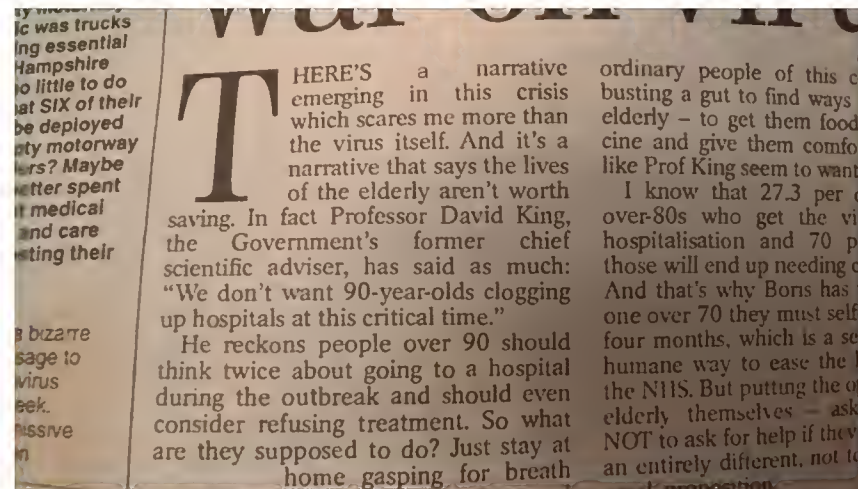 ic was trucks
ing essential
Hampshire
o little to do
at SIX of their
be deployed
pty motorway
ers? Maybe
etter spent
t medical
and care
sting their
bizarre
sage to
virus
eek.
War on viru
THERE'S a narrative
emerging in this crisis
which scares me more than
the virus itself. And it's a
narrative that says the lives
of the elderly aren't worth
saving. In fact Professor David King,
the Government's former chief
scientific adviser, has said as much:
“We don't want 90-year-olds clogging
up hospitals at this critical time.”
He reckons people over 90 should
think twice about going to a hospital
during the outbreak and should even
consider refusing treatment. So what
are they supposed to do? Just stay at
home gasping for breath
ordinary people of this c
busting a gut to find ways
elderly – to get them food
cine and give them comfo
like Prof King seem to want
I know that 27.3 per c
over-80s who get the vi
hospitalisation and 70 p
those will end up needing c
And that's why Boris has
one over 70 they must self
four months, which is a se
humane way to ease the
the NHS. But putting the o
elderly themselves – ask
NOT to ask for help if they
an entirely different, not t
proposition